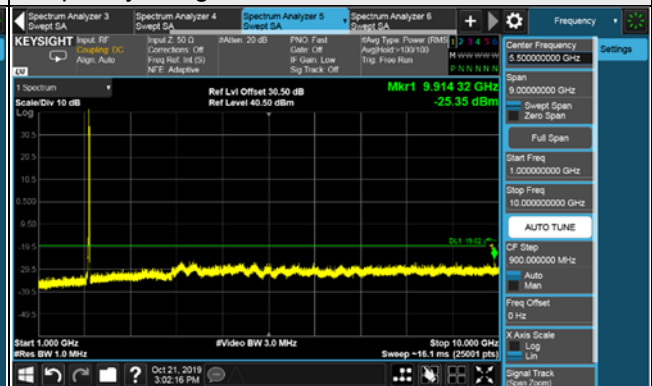 Spectrum Analyzer 3
Swept SA
Spectrum Analyzer 4
Swept SA
Spectrum Analyzer 5
Swept SA
Spectrum Analyzer 6
Swept SA
Frequency
KEYSIGHT
Input: RF
Coupling: DC
Align: Auto
Input Z: 50 Ω
Corrections: Off
Freq Ref: Int (S)
NFE: Adaptive
#Atten: 20 dB
PNO: Fast
Gate: Off
IF Gain: Low
Sig Track: Off
#Avg Type: Power (RMS)
Avg|Hold:>100/100
Trig: Free Run
1 2 3 4 5 6
M W W W W W
P N N N N N
Center Frequency
5.500000000 GHz
Settings
Span
9.00000000 GHz
Swept Span
Zero Span
Full Span
Start Freq
1.000000000 GHz
Stop Freq
10.000000000 GHz
AUTO TUNE
CF Step
900.000000 MHz
Auto
Man
Freq Offset
0 Hz
X Axis Scale
Log
Lin
Signal Track
(Span Zoom)
1 Spectrum
Scale/Div 10 dB
Log
Ref Lvl Offset 30.50 dB
Ref Level 40.50 dBm
Mkr1 9.914 32 GHz
-25.35 dBm
30.5
20.5
10.5
0.500
-9.50
-19.5
-29.5
-39.5
-49.5
Start 1.000 GHz
#Res BW 1.0 MHz
#Video BW 3.0 MHz
Stop 10.000 GHz
Sweep ~16.1 ms (25001 pts)
Oct 21, 2019
3:02:16 PM